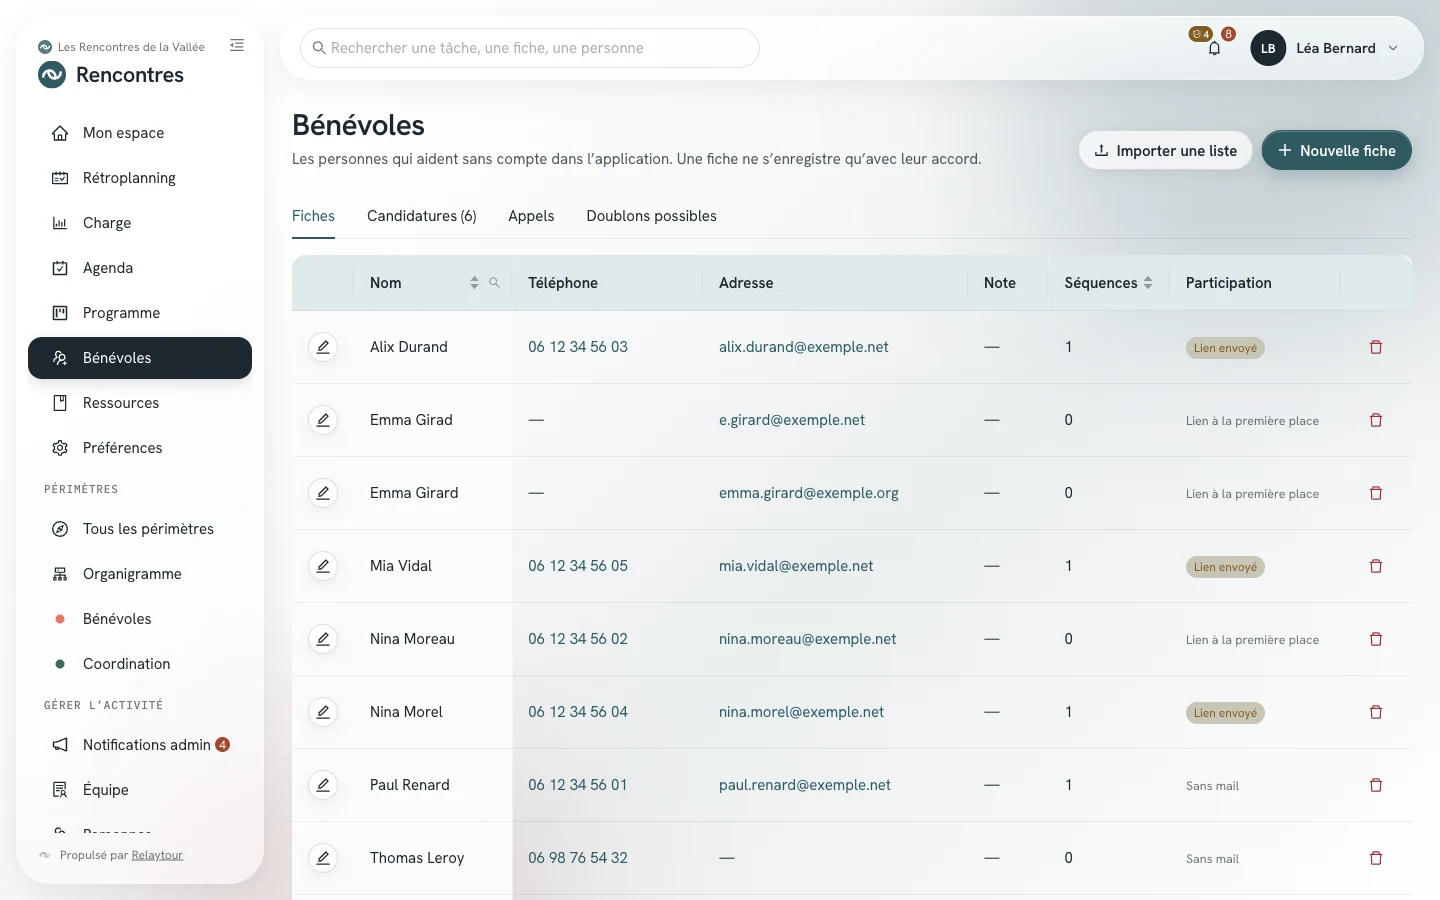 Les Rencontres de la Vallée
Rencontres
Mon espace
Rétroplanning
Charge
Agenda
Programme
Bénévoles
Ressources
Préférences
PÉRIMÈTRES
Tous les périmètres
Organigramme
Bénévoles
Coordination
GÉRER L’ACTIVITÉ
Notifications admin 4
Équipe
Propulsé par Relaytour
Rechercher une tâche, une fiche, une personne
4 8
LB Léa Bernard
Bénévoles
Les personnes qui aident sans compte dans l’application. Une fiche ne s’enregistre qu’avec leur accord.
Importer une liste
Nouvelle fiche
Fiches Candidatures (6) Appels Doublons possibles
Nom Téléphone Adresse Note Séquences Participation
Alix Durand 06 12 34 56 03 alix.durand@exemple.net — 1 Lien envoyé
Emma Girad — e.girard@exemple.net — 0 Lien à la première place
Emma Girard — emma.girard@exemple.org — 0 Lien à la première place
Mia Vidal 06 12 34 56 05 mia.vidal@exemple.net — 1 Lien envoyé
Nina Moreau 06 12 34 56 02 nina.moreau@exemple.net — 0 Lien à la première place
Nina Morel 06 12 34 56 04 nina.morel@exemple.net — 1 Lien envoyé
Paul Renard 06 12 34 56 01 paul.renard@exemple.net — 1 Sans mail
Thomas Leroy 06 98 76 54 32 — — 0 Sans mail